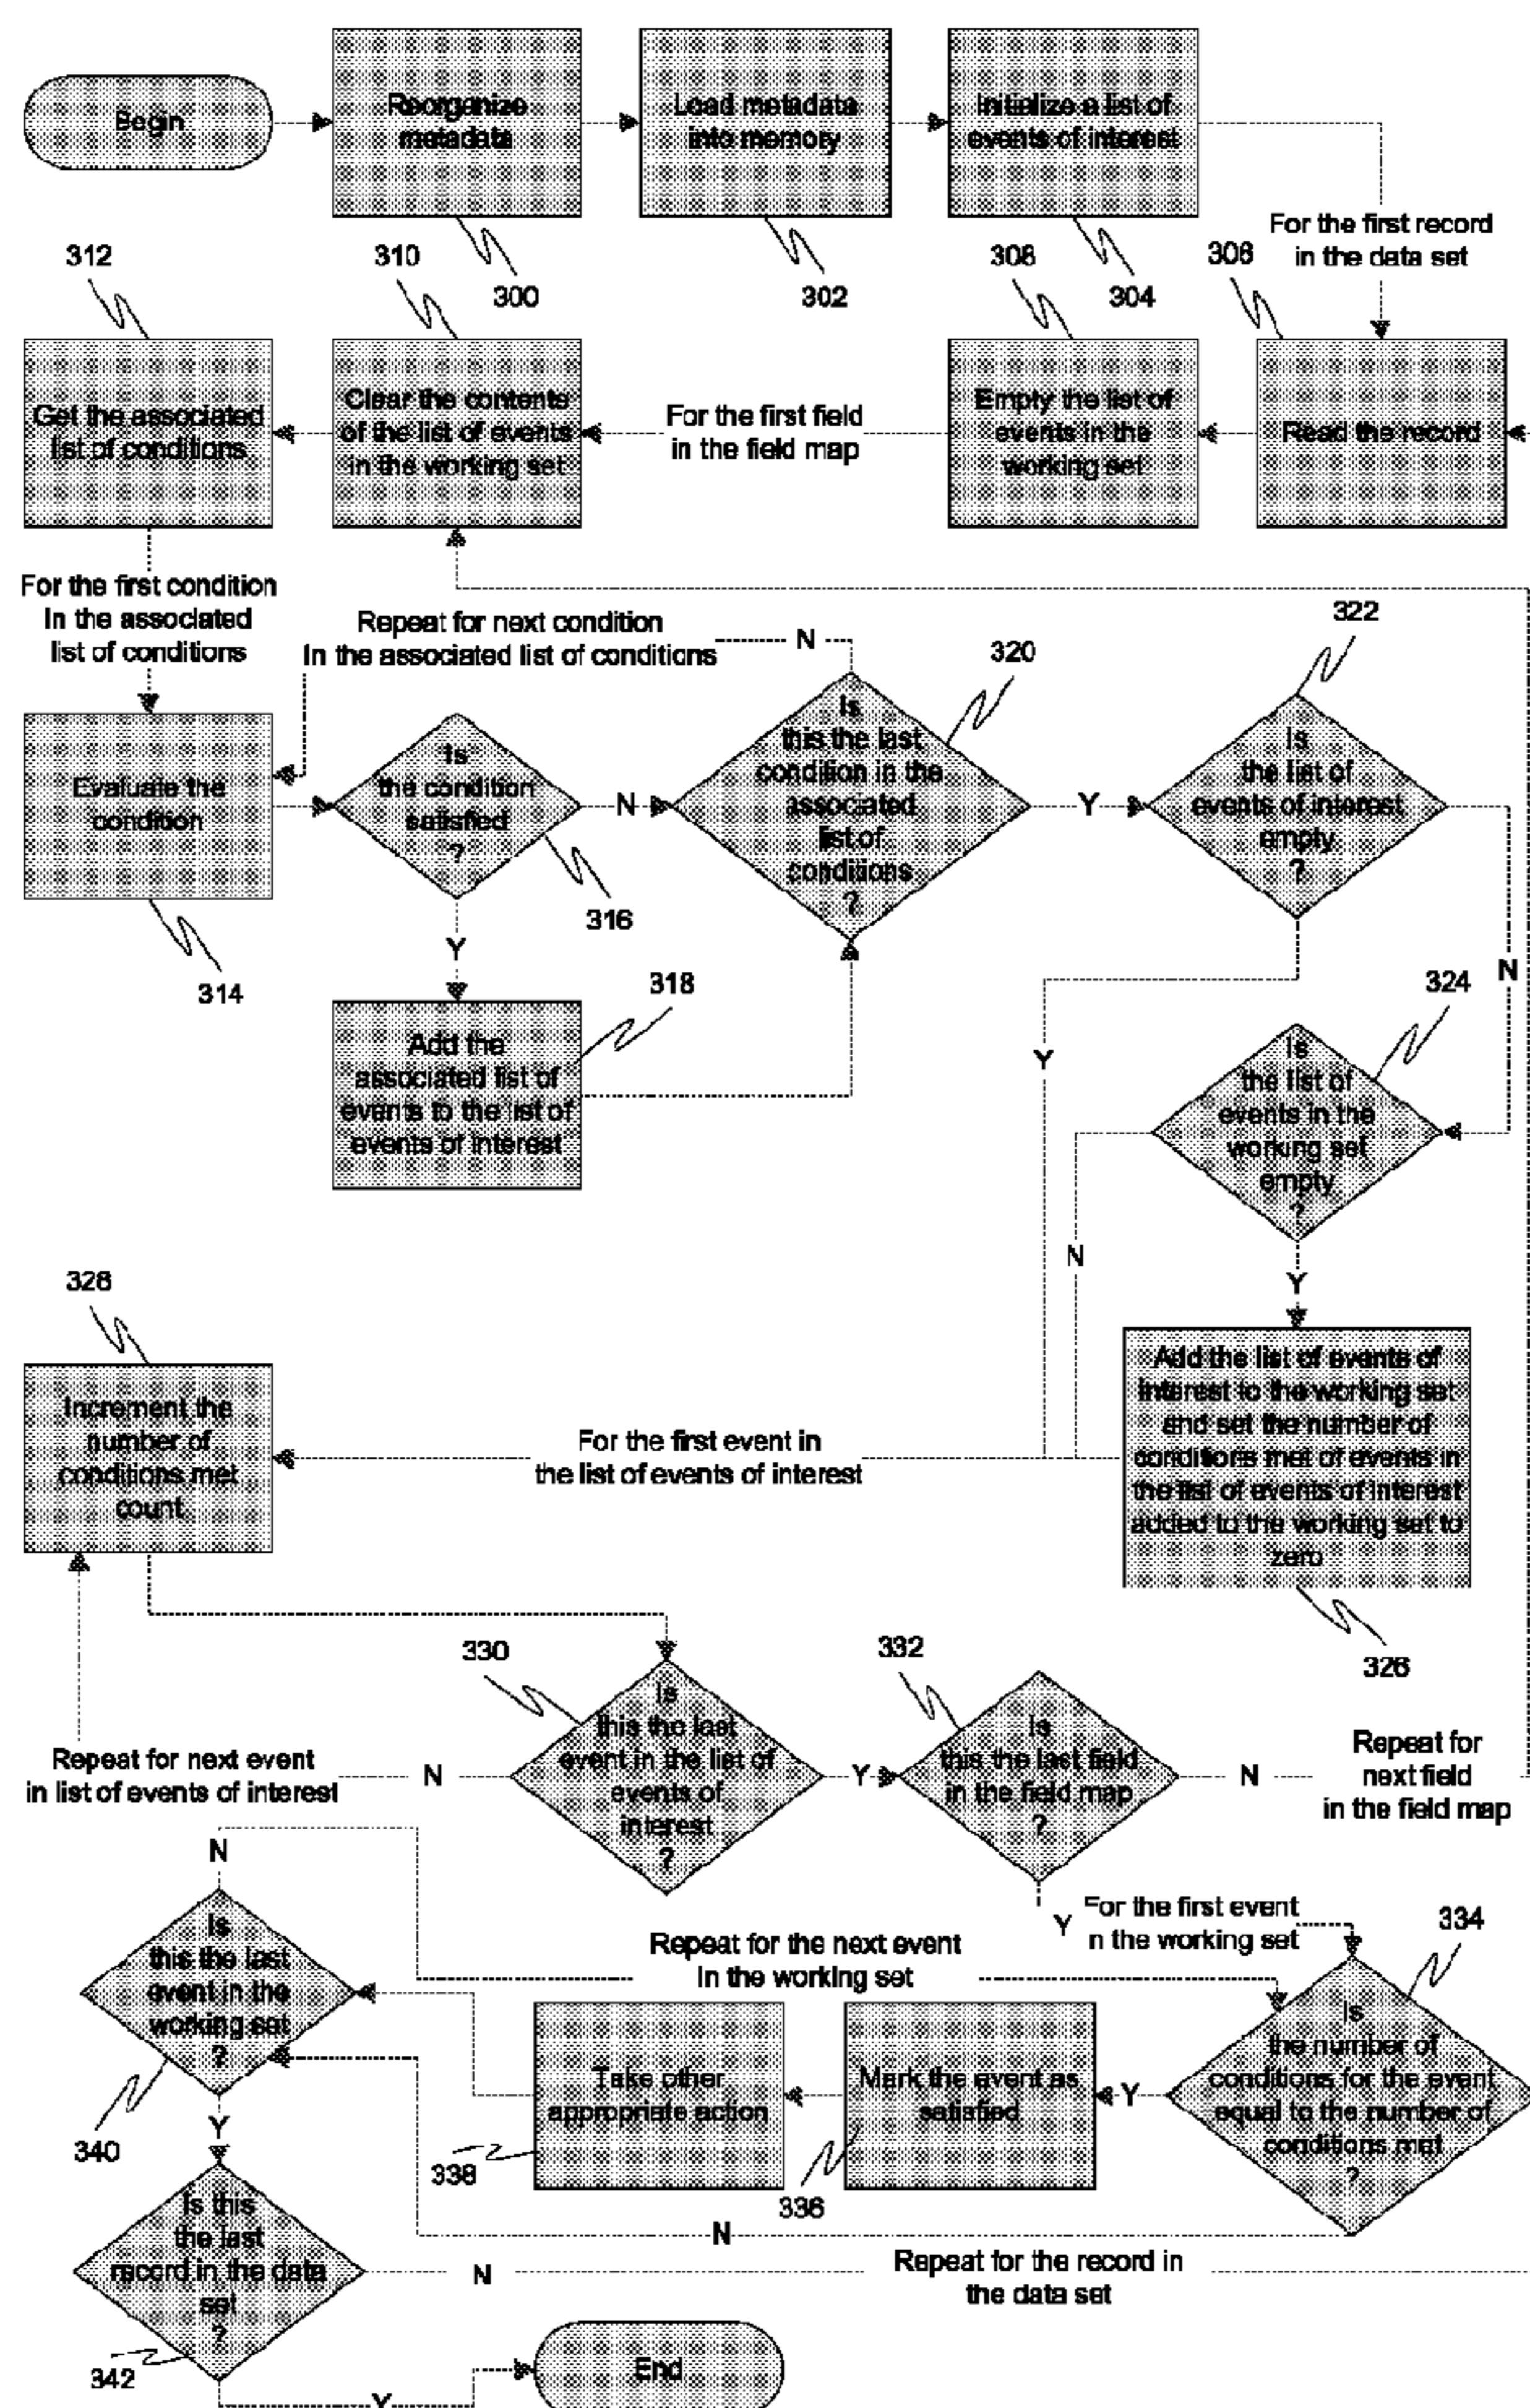 Begin
Reorganize
metadata
Load metadata
into memory
Initialize a list of
events of interest
For the first record
in the data set
312
310
300
302
308
304
306
Get the associated
list of conditions
Clear the contents
of the list of events
in the working set
For the first field
in the field map
Empty the list of
events in the
working set
Read the record
For the first condition
In the associated
list of conditions
Repeat for next condition
In the associated list of conditions
N
320
322
Evaluate the
condition
Is
the condition
satisfied
?
N
Is
this the last
condition in the
associated
list of
conditions
?
Y
Is
the list of
events of interest
empty
?
314
316
Y
318
N
324
Add the
associated list of
events to the list of
events of interest
Y
Is
the list of
events in the
working set
empty
?
N
Y
328
Increment the
number of
conditions met
count
For the first event in
the list of events of interest
Add the list of events of
interest to the working set
and set the number of
conditions met of events in
the list of events of interest
added to the working set to
zero
326
330
332
Repeat for next event
in list of events of interest
N
Is
this the last
event in the list of
events of
interest
?
Y
Is
this the last field
in the field map
?
N
Repeat for
next field
in the field map
N
Y
For the first event
n the working set
334
Is
this the last
event in the
working set
?
Repeat for the next event
In the working set
Take other
appropriate action
Mark the event as
satisfied
Y
Is
the number of
conditions for the event
equal to the number of
conditions met
?
340
Y
338
336
N
Is this
the last
record in the data
set
?
N
Repeat for the record in
the data set
342
Y
End